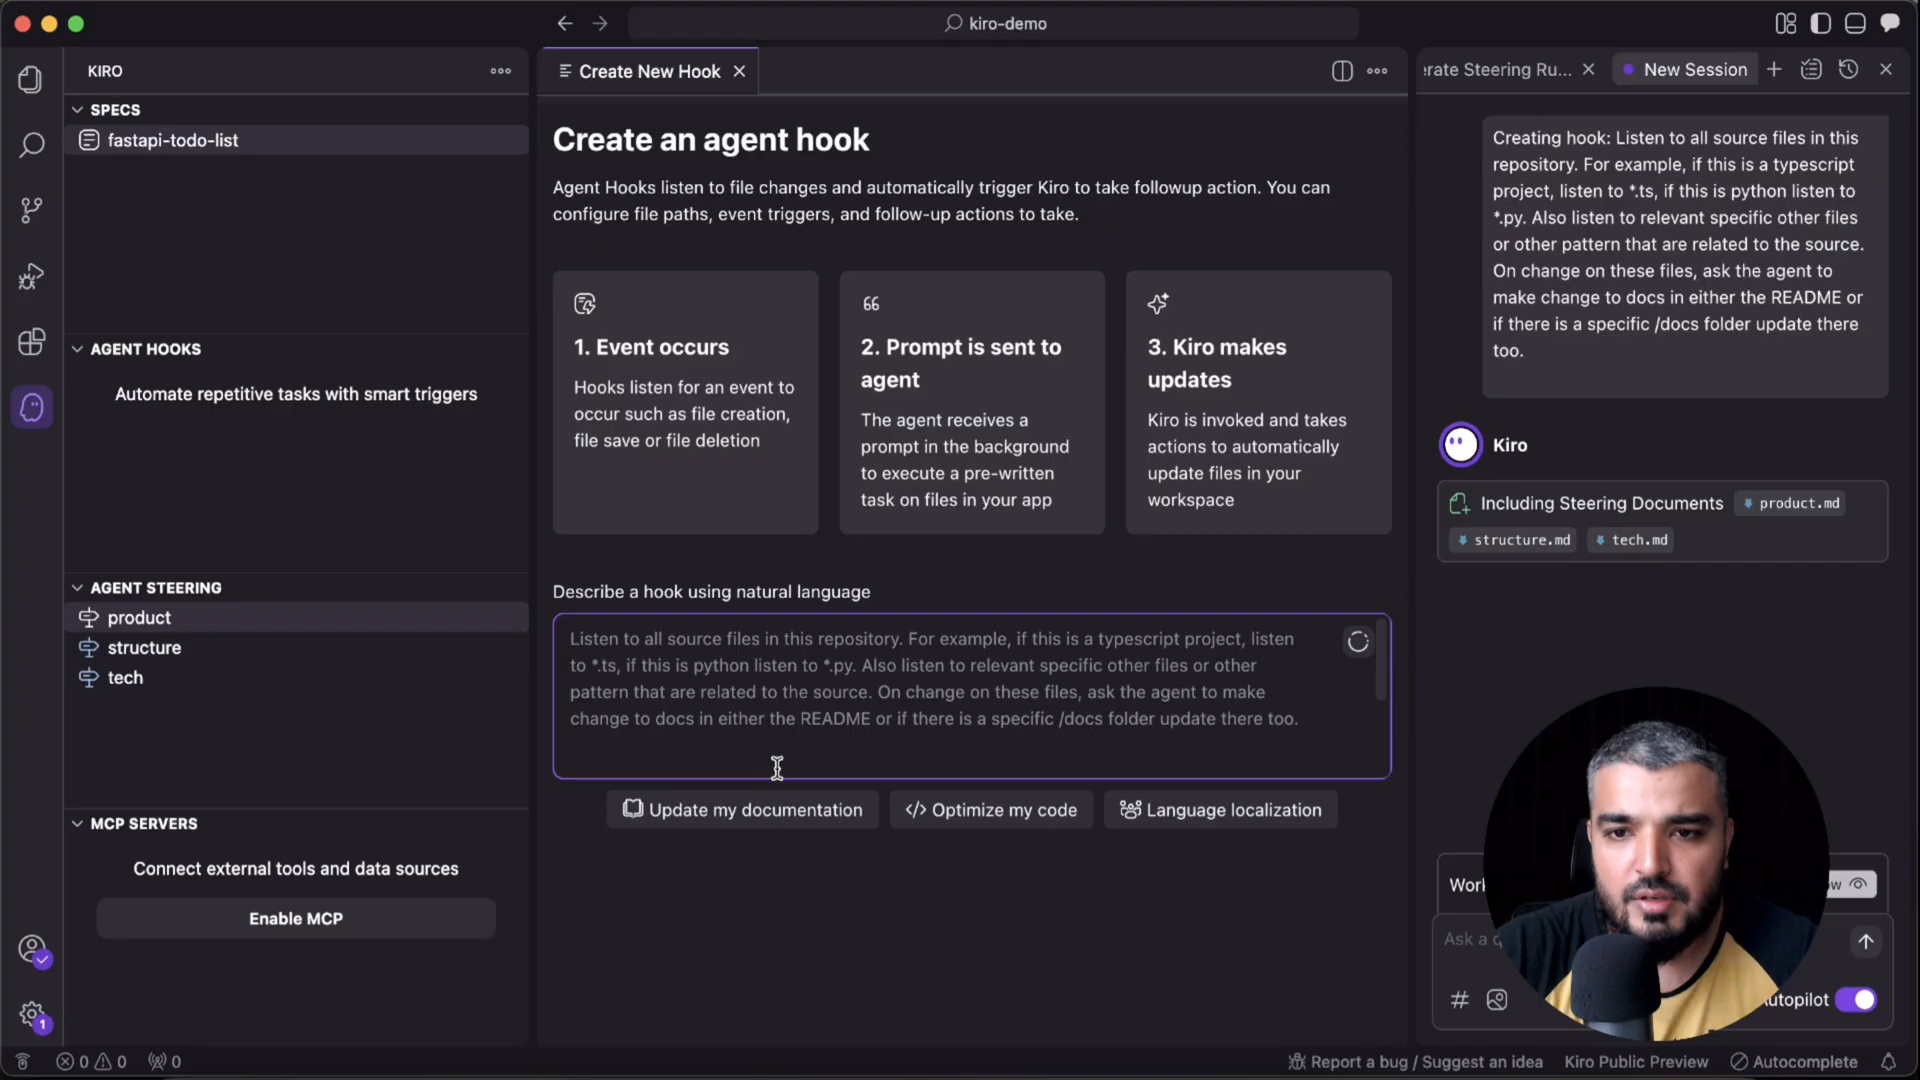 kiro-demo
KIRO
SPECS
fastapi-todo-list
AGENT HOOKS
Automate repetitive tasks with smart triggers
AGENT STEERING
product
structure
tech
MCP SERVERS
Connect external tools and data sources
Enable MCP
1
Create New Hook
Create an agent hook
Agent Hooks listen to file changes and automatically trigger Kiro to take followup action. You can
configure file paths, event triggers, and follow-up actions to take.
1. Event occurs
Hooks listen for an event to
occur such as file creation,
file save or file deletion
2. Prompt is sent to
agent
The agent receives a
prompt in the background
to execute a pre-written
task on files in your app
3. Kiro makes
updates
Kiro is invoked and takes
actions to automatically
update files in your
workspace
Describe a hook using natural language
Listen to all source files in this repository. For example, if this is a typescript project, listen
to *.ts, if this is python listen to *.py. Also listen to relevant specific other files or other
pattern that are related to the source. On change on these files, ask the agent to make
change to docs in either the README or if there is a specific /docs folder update there too.
Update my documentation
Optimize my code
Language localization
erate Steering Ru...
New Session
Creating hook: Listen to all source files in this
repository. For example, if this is a typescript
project, listen to *.ts, if this is python listen to
*.py. Also listen to relevant specific other files
or other pattern that are related to the source.
On change on these files, ask the agent to
make change to docs in either the README or
if there is a specific /docs folder update there
too.
Kiro
Including Steering Documents product.md
structure.md tech.md
Ask a
# utopilot
0 0 0
Report a bug / Suggest an idea Kiro Public Preview Autocomplete